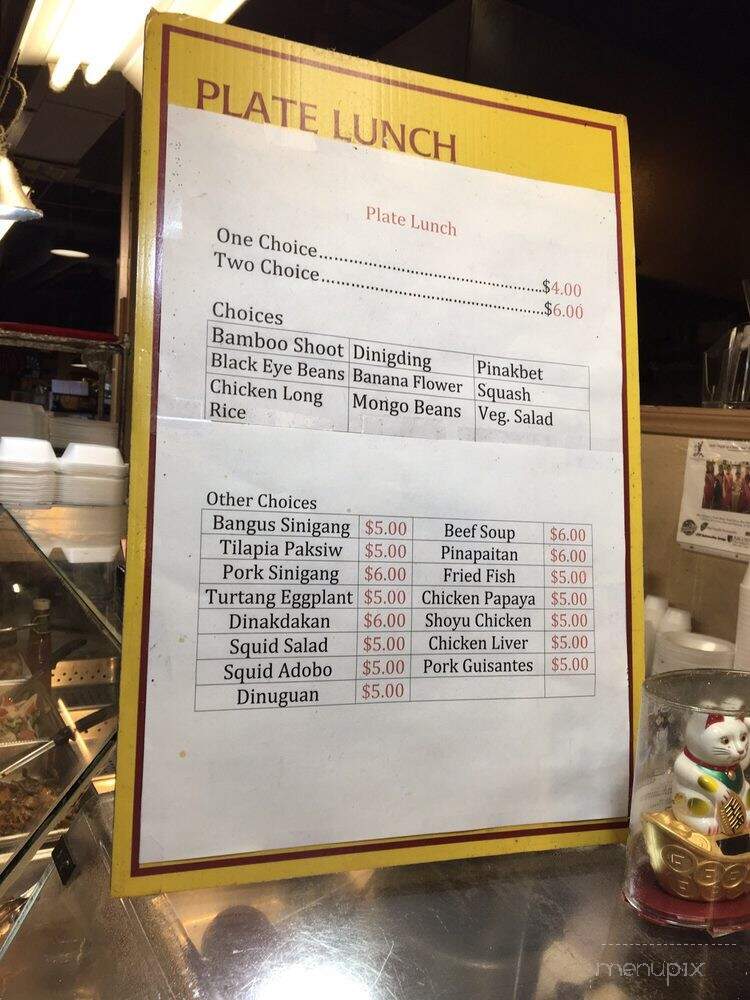 PLATE LUNCH
Plate Lunch
One Choice........................................$4.00
Two Choice........................................$6.00
Choices
Bamboo Shoot Dinigding Pinakbet
Black Eye Beans Banana Flower Squash
Chicken Long Rice Mongo Beans Veg. Salad
Other Choices
Bangus Sinigang $5.00 Beef Soup $6.00
Tilapia Paksiw $5.00 Pinapaitan $6.00
Pork Sinigang $6.00 Fried Fish $5.00
Turtang Eggplant $5.00 Chicken Papaya $5.00
Dinakdakan $6.00 Shoyu Chicken $5.00
Squid Salad $5.00 Chicken Liver $5.00
Squid Adobo $5.00 Pork Guisantes $5.00
Dinuguan $5.00
menupix